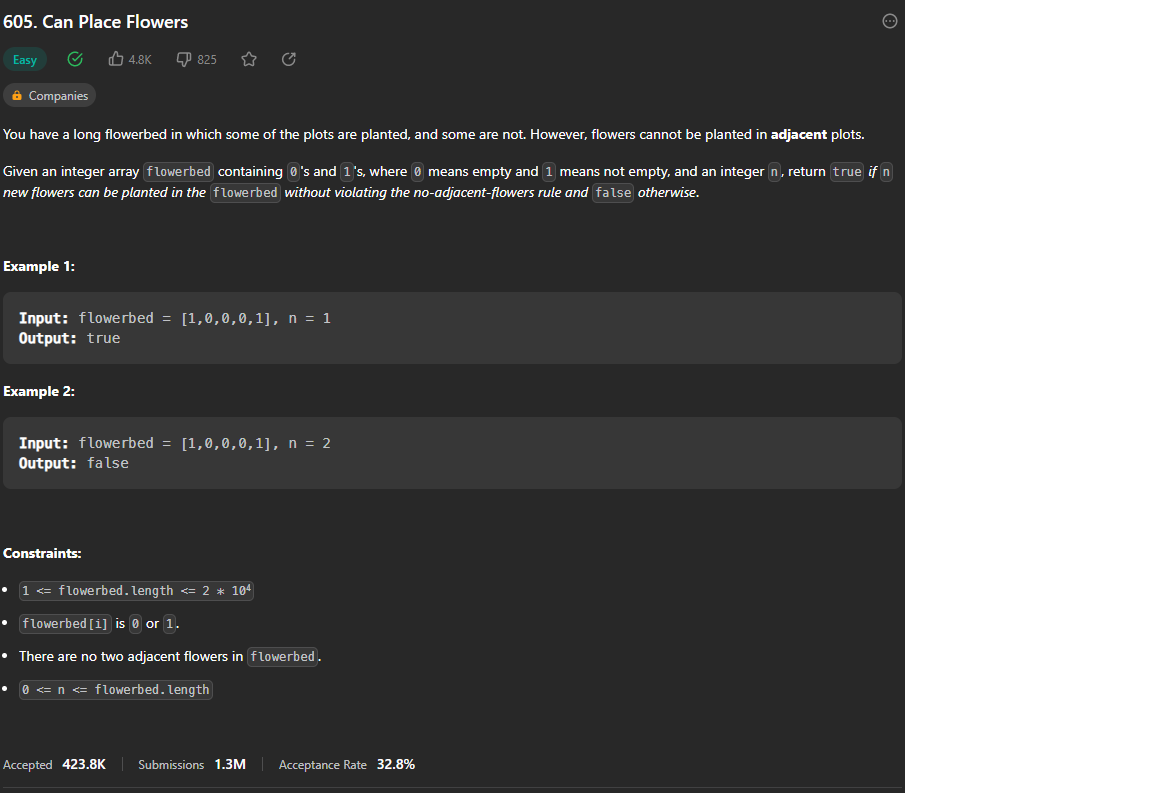 605. Can Place Flowers
Easy 4.8K 825
Companies
You have a long flowerbed in which some of the plots are planted, and some are not. However, flowers cannot be planted in adjacent plots.
Given an integer array flowerbed containing 0's and 1's, where 0 means empty and 1 means not empty, and an integer n, return true if n
new flowers can be planted in the flowerbed without violating the no-adjacent-flowers rule and false otherwise.
Example 1:
Input: flowerbed = [1,0,0,0,1], n = 1
Output: true
Example 2:
Input: flowerbed = [1,0,0,0,1], n = 2
Output: false
Constraints:
• 1 <= flowerbed.length <= 2 * 10⁴
• flowerbed[i] is 0 or 1.
• There are no two adjacent flowers in flowerbed.
• 0 <= n <= flowerbed.length
Accepted 423.8K Submissions 1.3M Acceptance Rate 32.8%